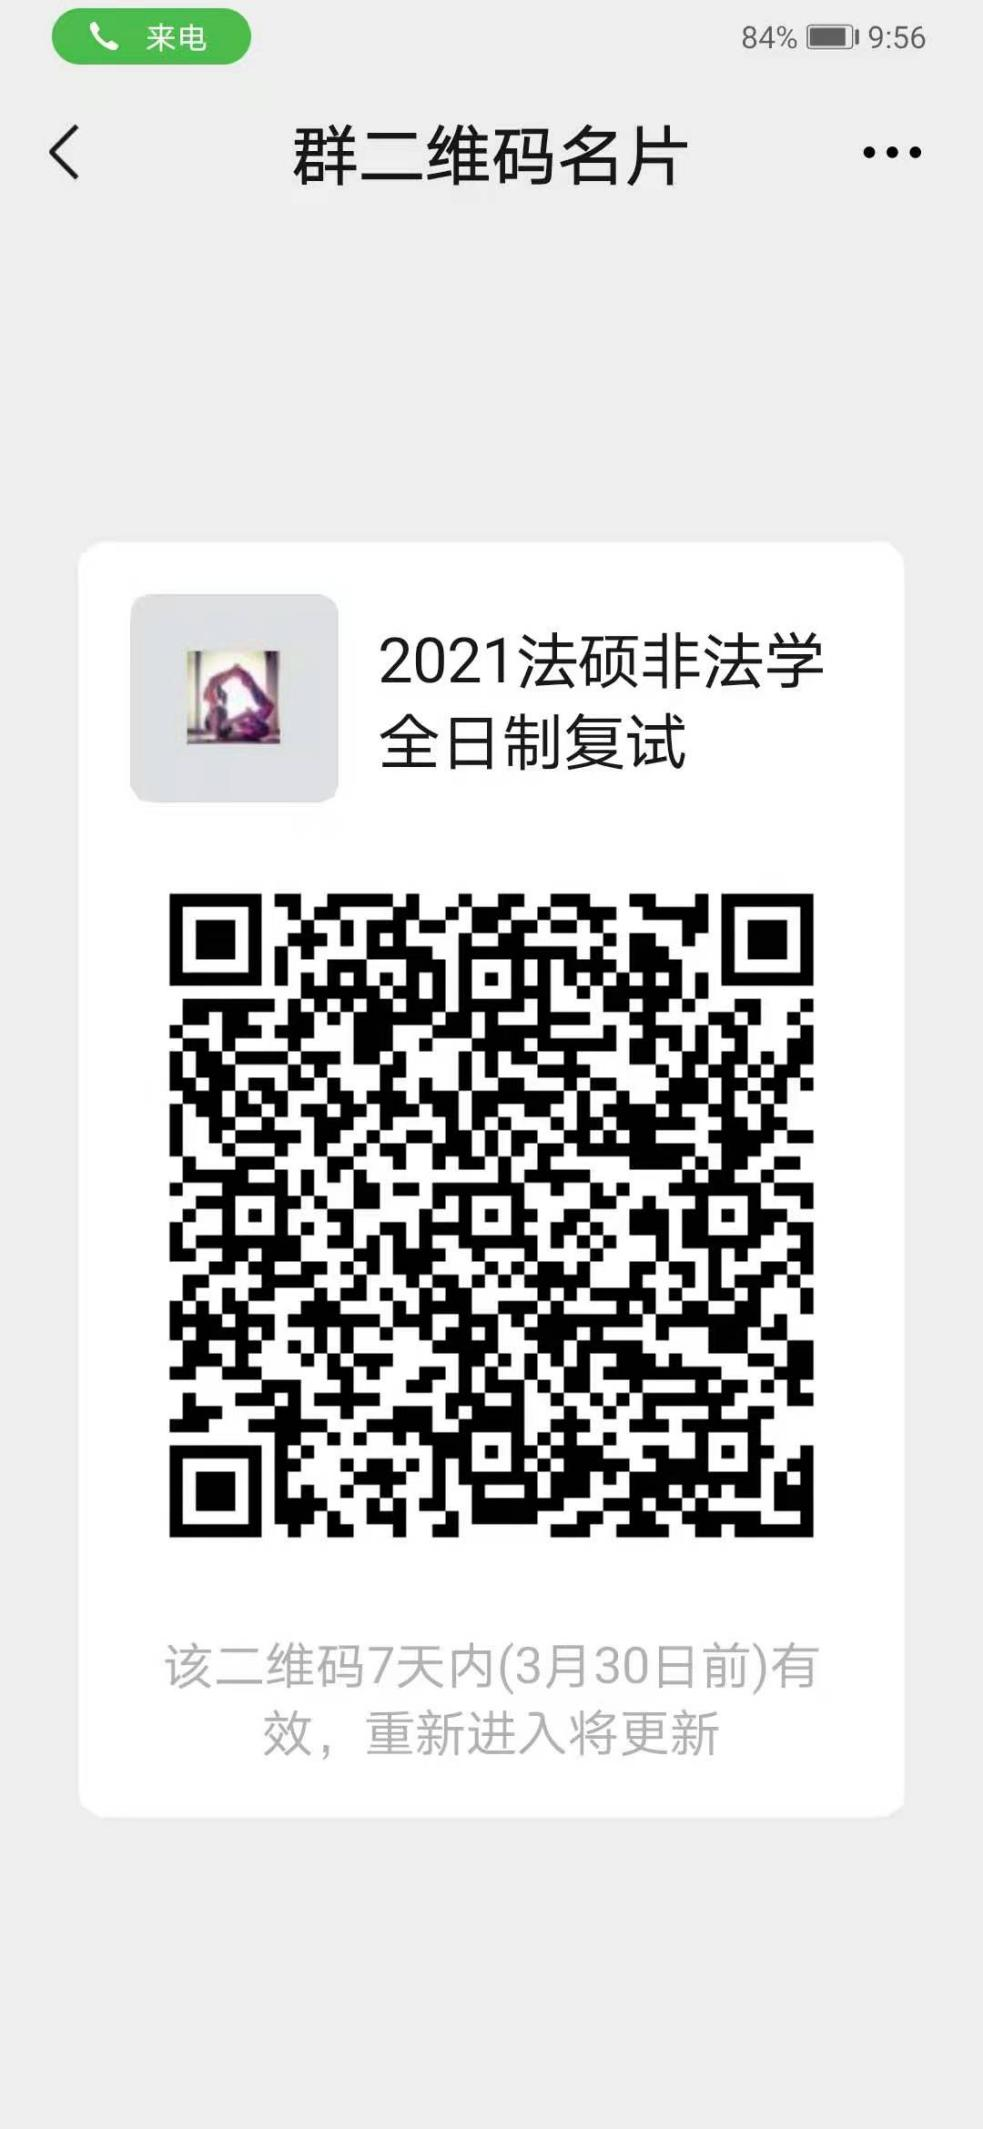 来电
84% 9:56
群二维码名片
2021法硕非法学
全日制复试
该二维码7天内(3月30日前)有
效，重新进入将更新